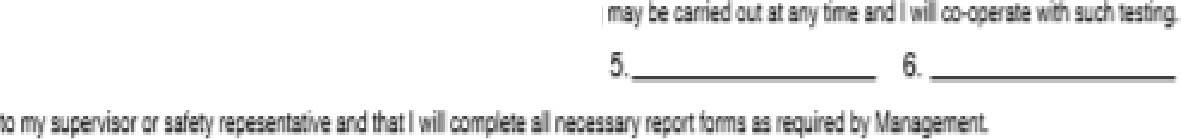 may be carried out at any time and I will co-operate with such testing.
5. 6.
to my supervisor or safety repesentative and that I will complete all necessary report forms as required by Management.